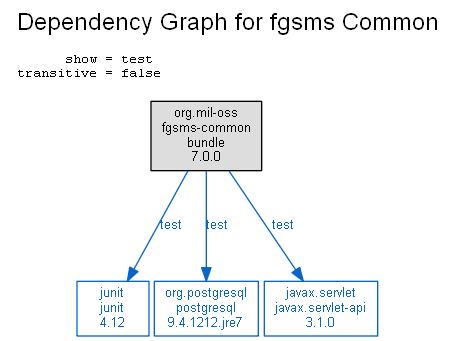 Dependency Graph for fgsms Common
show = test
transitive = false
org.mil-oss
fgsms-common
bundle
7.0.0
test
test
test
junit
junit
4.12
org.postgresql
postgresql
9.4.1212.jre7
javax.servlet
javax.servlet-api
3.1.0